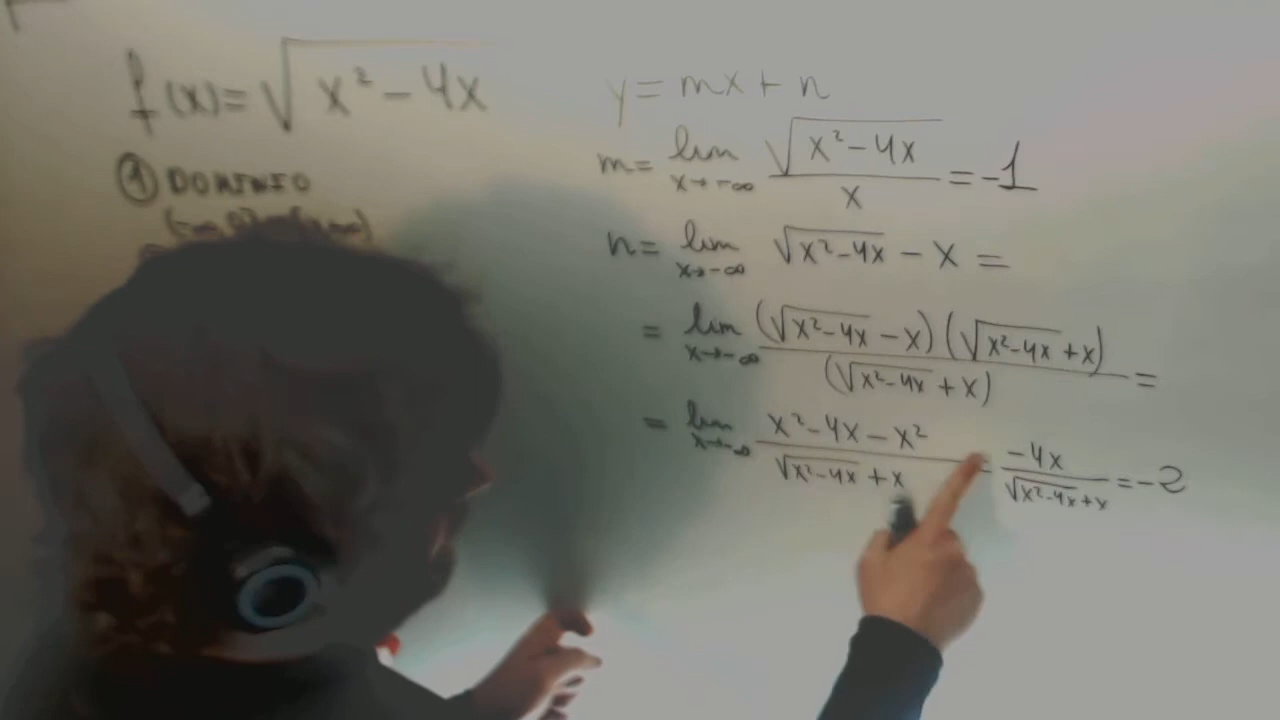 f(x)=√x²-4x
① DOMINIO
y=mx+n
m= lim x→-∞ √x²-4x / x =-1
n= lim x→-∞ √x²-4x - x =
= lim x→-∞ (√x²-4x - x)(√x²-4x +x) / (√x²-4x + x) =
= lim x→-∞ x²-4x-x² / √x²-4x +x = -4x / √x²-4x+x =-2